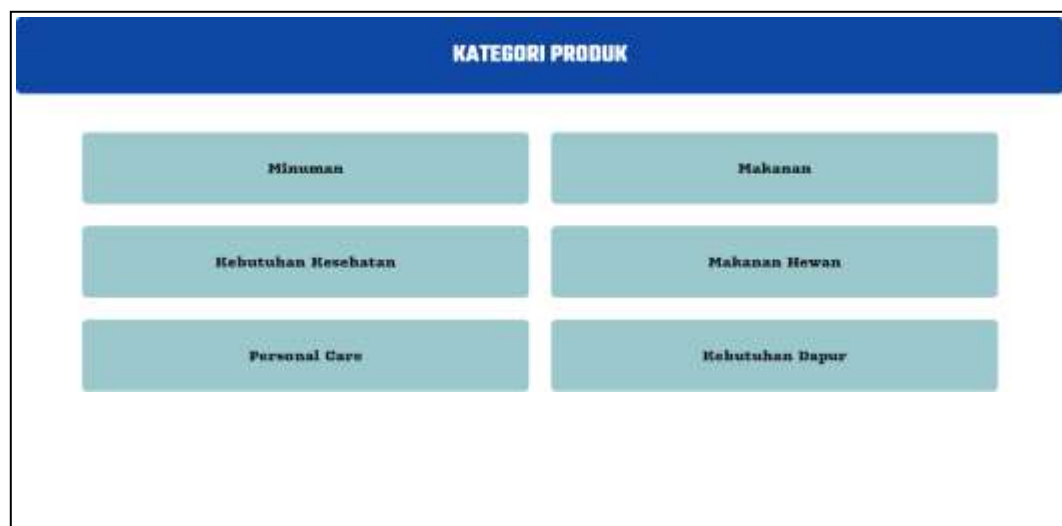 KATEGORI PRODUK
Minuman
Makanan
Kebutuhan Kesehatan
Makanan Hewan
Personal Care
Kebutuhan Dapur